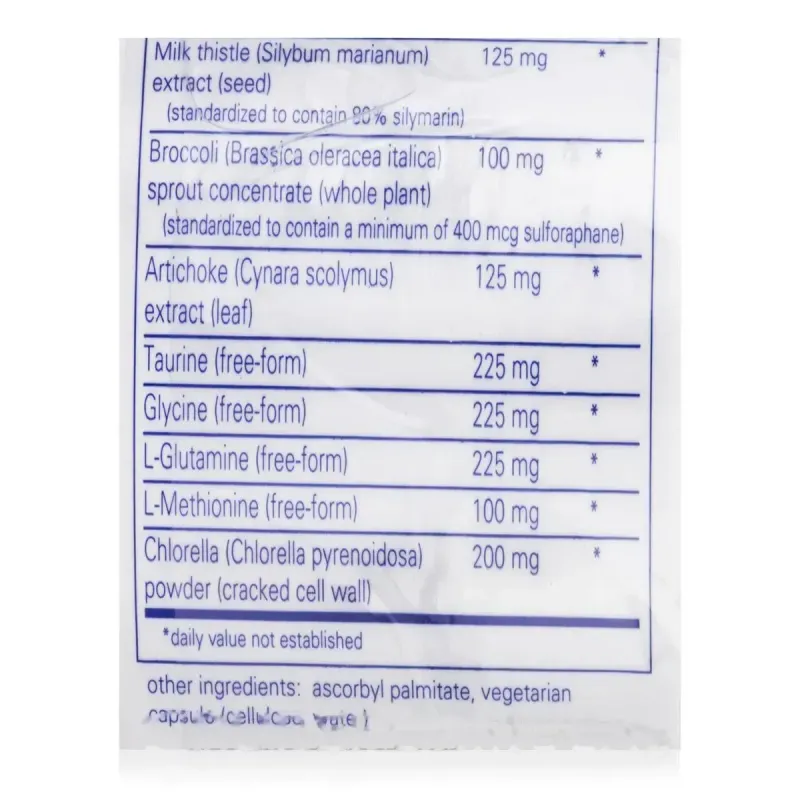 Milk thistle (Silybum marianum) 125 mg *
extract (seed)
(standardized to contain 80% silymarin)
Broccoli (Brassica oleracea italica) 100 mg *
sprout concentrate (whole plant)
(standardized to contain a minimum of 400 mcg sulforaphane)
Artichoke (Cynara scolymus) 125 mg *
extract (leaf)
Taurine (free-form) 225 mg *
Glycine (free-form) 225 mg *
L-Glutamine (free-form) 225 mg *
L-Methionine (free-form) 100 mg *
Chlorella (Chlorella pyrenoidosa) 200 mg *
powder (cracked cell wall)
*daily value not established
other ingredients: ascorbyl palmitate, vegetarian
capsule